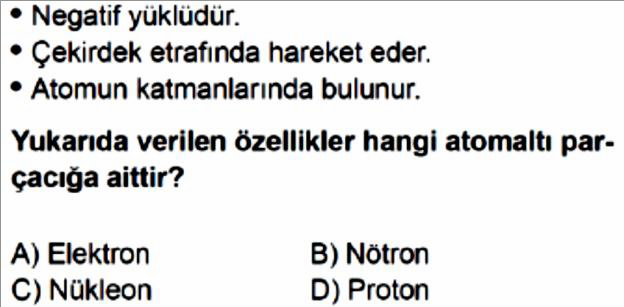 • Negatif yüklüdür.
• Çekirdek etrafında hareket eder.
• Atomun katmanlarında bulunur.
Yukarıda verilen özellikler hangi atomaltı par-
çacığa aittir?
A) Elektron B) Nötron
C) Nükleon D) Proton